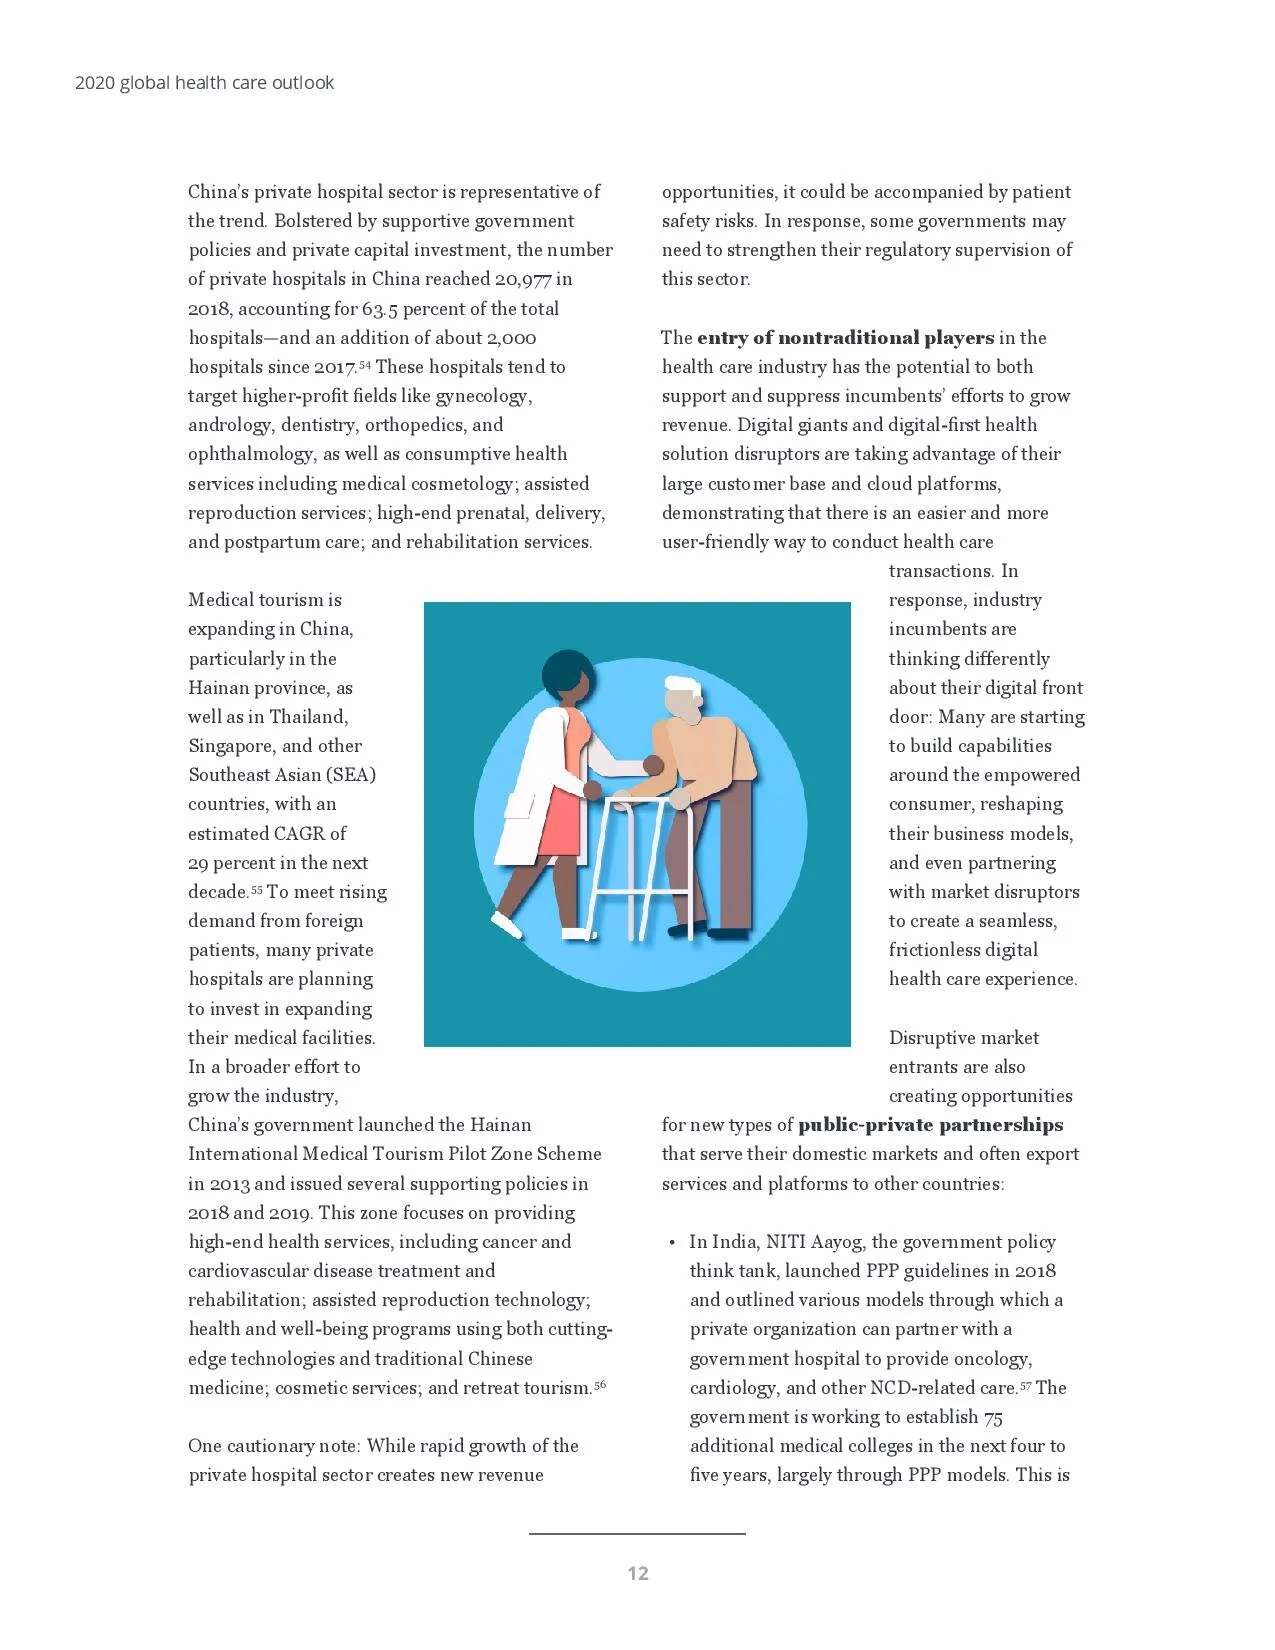 2020 global health care outlook
China's private hospital sector is representative of
the trend. Bolstered by supportive government
policies and private capital investment, the number
of private hospitals in China reached 20,977 in
2018, accounting for 63.5 percent of the total
hospitals—and an addition of about 2,000
hospitals since 2017.54 These hospitals tend to
target higher-profit fields like gynecology,
andrology, dentistry, orthopedics, and
ophthalmology, as well as consumptive health
services including medical cosmetology; assisted
reproduction services; high-end prenatal, delivery,
and postpartum care; and rehabilitation services.
Medical tourism is
expanding in China,
particularly in the
Hainan province, as
well as in Thailand,
Singapore, and other
Southeast Asian (SEA)
countries, with an
estimated CAGR of
29 percent in the next
decade.55 To meet rising
demand from foreign
patients, many private
hospitals are planning
to invest in expanding
their medical facilities.
In a broader effort to
grow the industry,
China's government launched the Hainan
International Medical Tourism Pilot Zone Scheme
in 2013 and issued several supporting policies in
2018 and 2019. This zone focuses on providing
high-end health services, including cancer and
cardiovascular disease treatment and
rehabilitation; assisted reproduction technology;
health and well-being programs using both cutting-
edge technologies and traditional Chinese
medicine; cosmetic services; and retreat tourism.56
One cautionary note: While rapid growth of the
private hospital sector creates new revenue
opportunities, it could be accompanied by patient
safety risks. In response, some governments may
need to strengthen their regulatory supervision of
this sector.
The entry of nontraditional players in the
health care industry has the potential to both
support and suppress incumbents' efforts to grow
revenue. Digital giants and digital-first health
solution disruptors are taking advantage of their
large customer base and cloud platforms,
demonstrating that there is an easier and more
user-friendly way to conduct health care
transactions. In
response, industry
incumbents are
thinking differently
about their digital front
door: Many are starting
to build capabilities
around the empowered
consumer, reshaping
their business models,
and even partnering
with market disruptors
to create a seamless,
frictionless digital
health care experience.
Disruptive market
entrants are also
creating opportunities
for new types of public-private partnerships
that serve their domestic markets and often export
services and platforms to other countries:
• In India, NITI Aayog, the government policy
think tank, launched PPP guidelines in 2018
and outlined various models through which a
private organization can partner with a
government hospital to provide oncology,
cardiology, and other NCD-related care.57 The
government is working to establish 75
additional medical colleges in the next four to
five years, largely through PPP models. This is
12